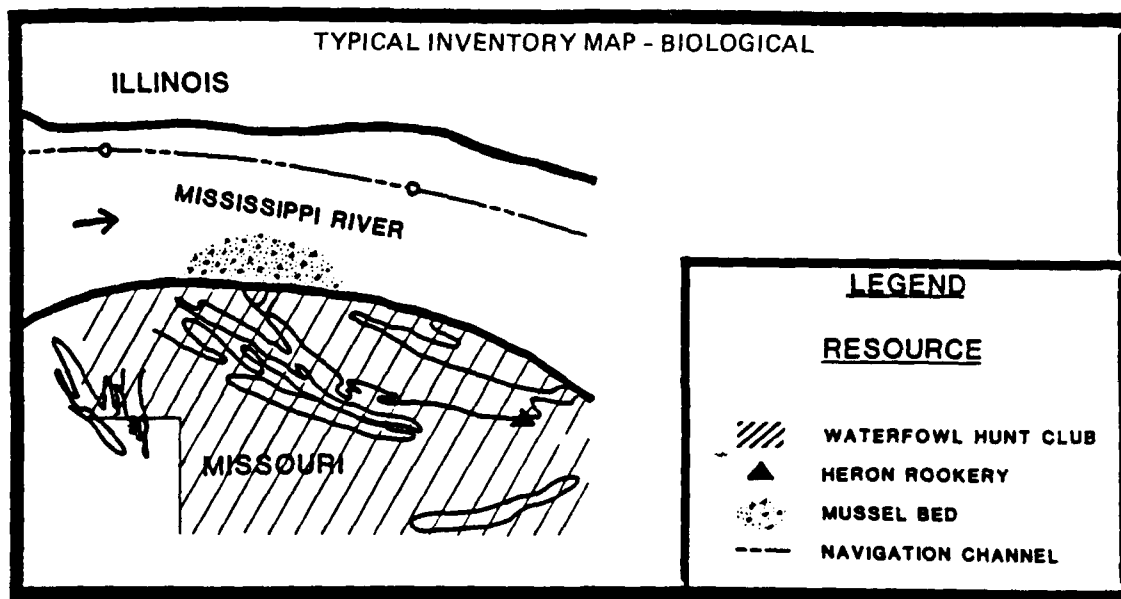 TYPICAL INVENTORY MAP - BIOLOGICAL
ILLINOIS
MISSISSIPPI RIVER
MISSOURI
LEGEND
RESOURCE
WATERFOWL HUNT CLUB
HERON ROOKERY
MUSSEL BED
NAVIGATION CHANNEL